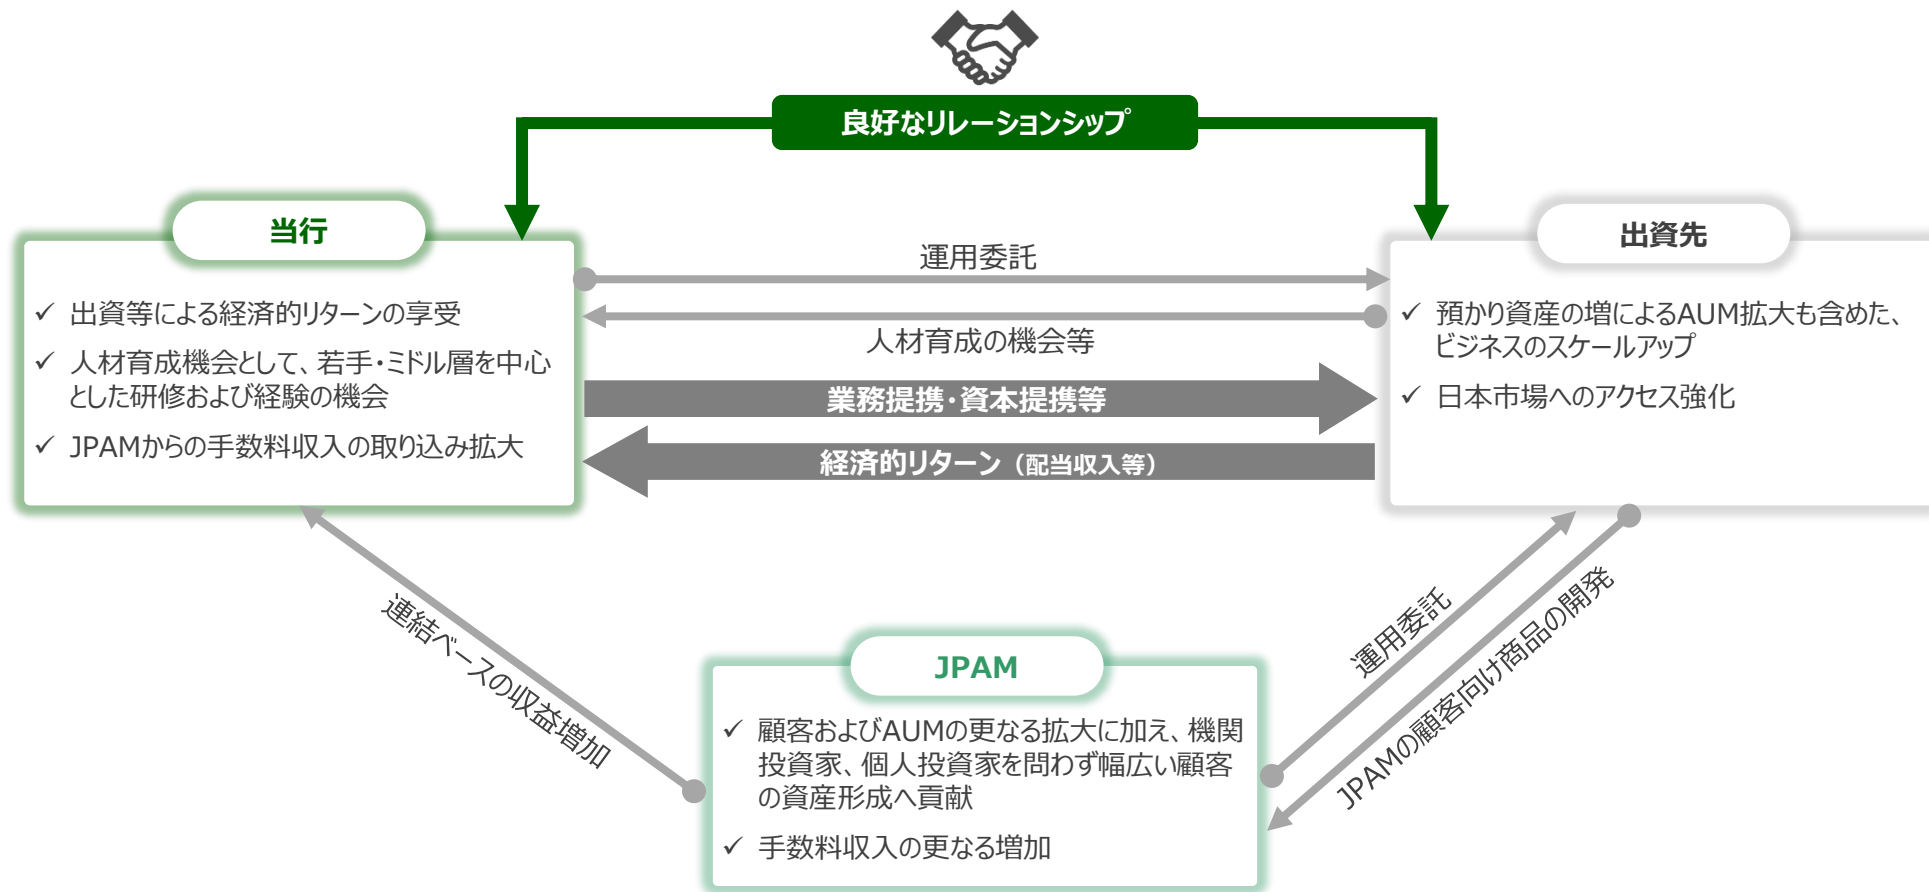 良好なリレーションシップ
当行
出資先
運用委託
✓ 出資等による経済的リターンの享受
✓ 人材育成機会として、若手・ミドル層を中心
とした研修および経験の機会
✓ JPAMからの手数料収入の取り込み拡大
人材育成の機会等
業務提携・資本提携等
経済的リターン（配当収入等）
✓ 預かり資産の増によるAUM拡大も含めた、
ビジネスのスケールアップ
✓ 日本市場へのアクセス強化
連結ベースの収益増加
運用委託
JPAMの顧客向け商品の開発
JPAM
✓ 顧客およびAUMの更なる拡大に加え、機関
投資家、個人投資家を問わず幅広い顧客
の資産形成へ貢献
✓ 手数料収入の更なる増加